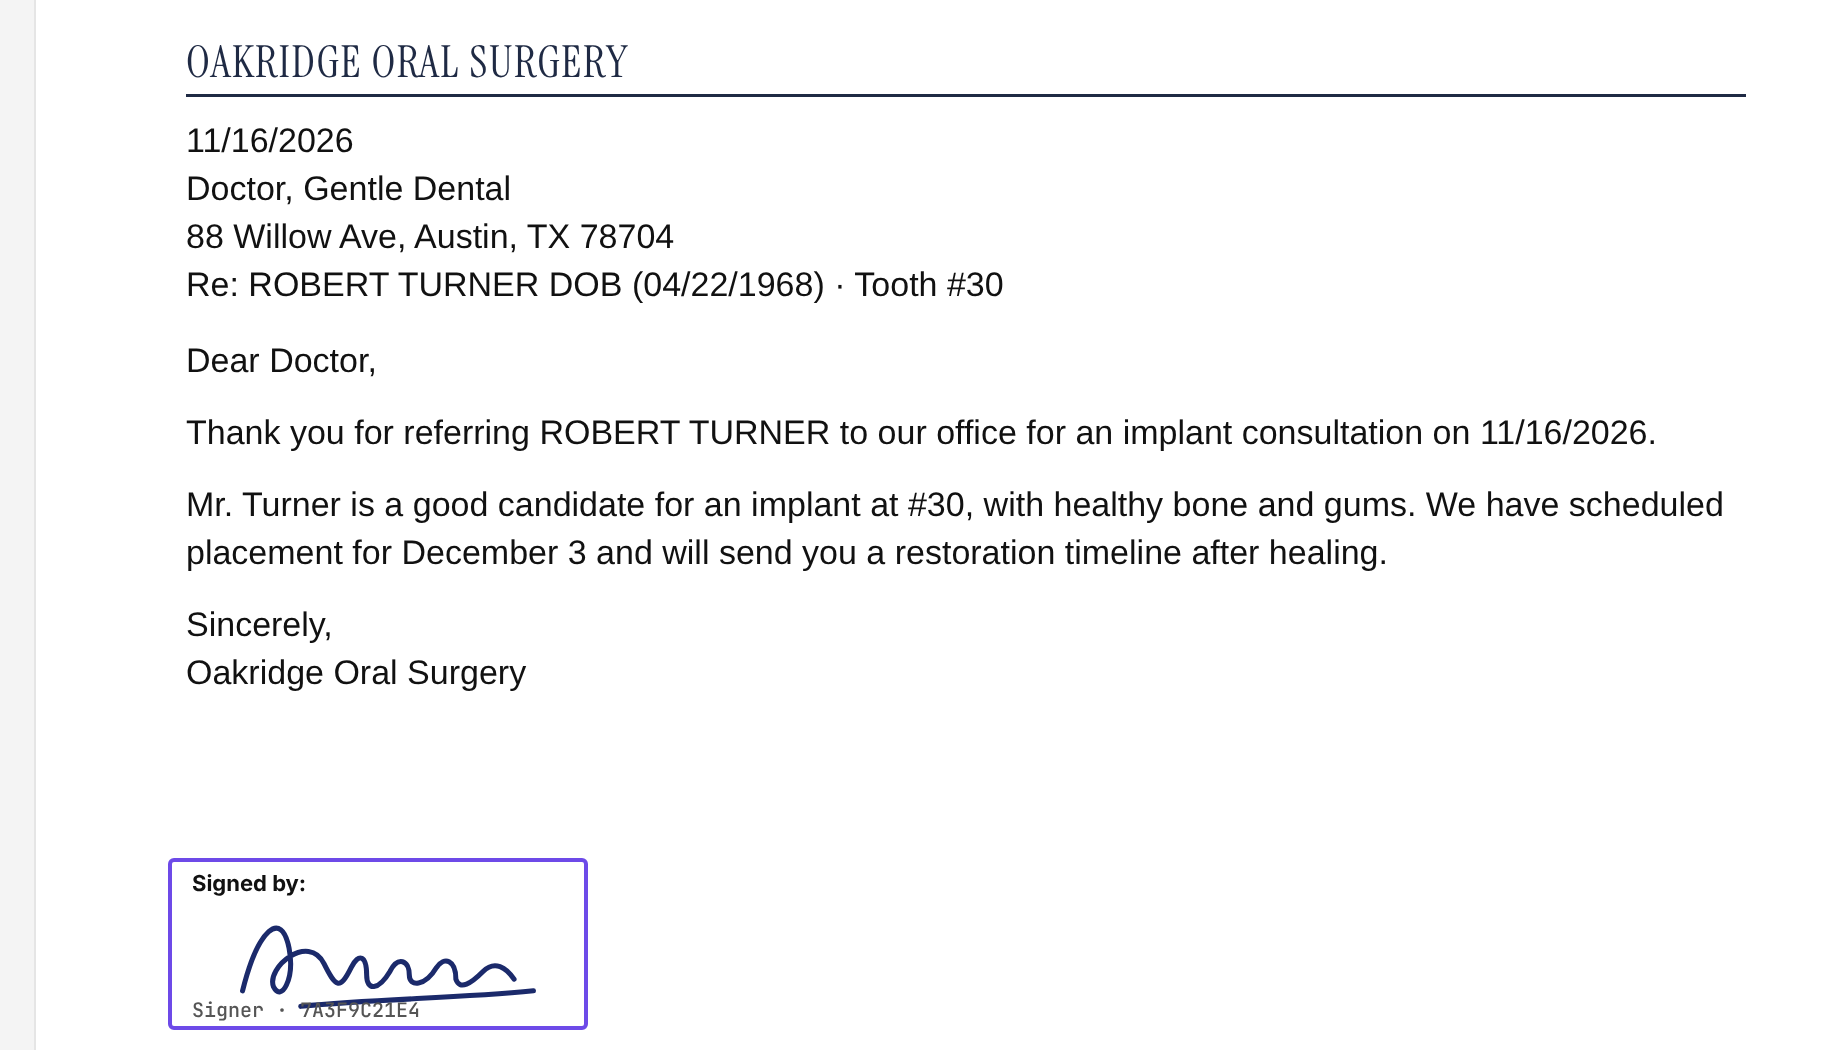 OAKRIDGE ORAL SURGERY
11/16/2026
Doctor, Gentle Dental
88 Willow Ave, Austin, TX 78704
Re: ROBERT TURNER DOB (04/22/1968) · Tooth #30
Dear Doctor,
Thank you for referring ROBERT TURNER to our office for an implant consultation on 11/16/2026.
Mr. Turner is a good candidate for an implant at #30, with healthy bone and gums. We have scheduled
placement for December 3 and will send you a restoration timeline after healing.
Sincerely,
Oakridge Oral Surgery
Signed by:
Signer · 7A3F9C21E4